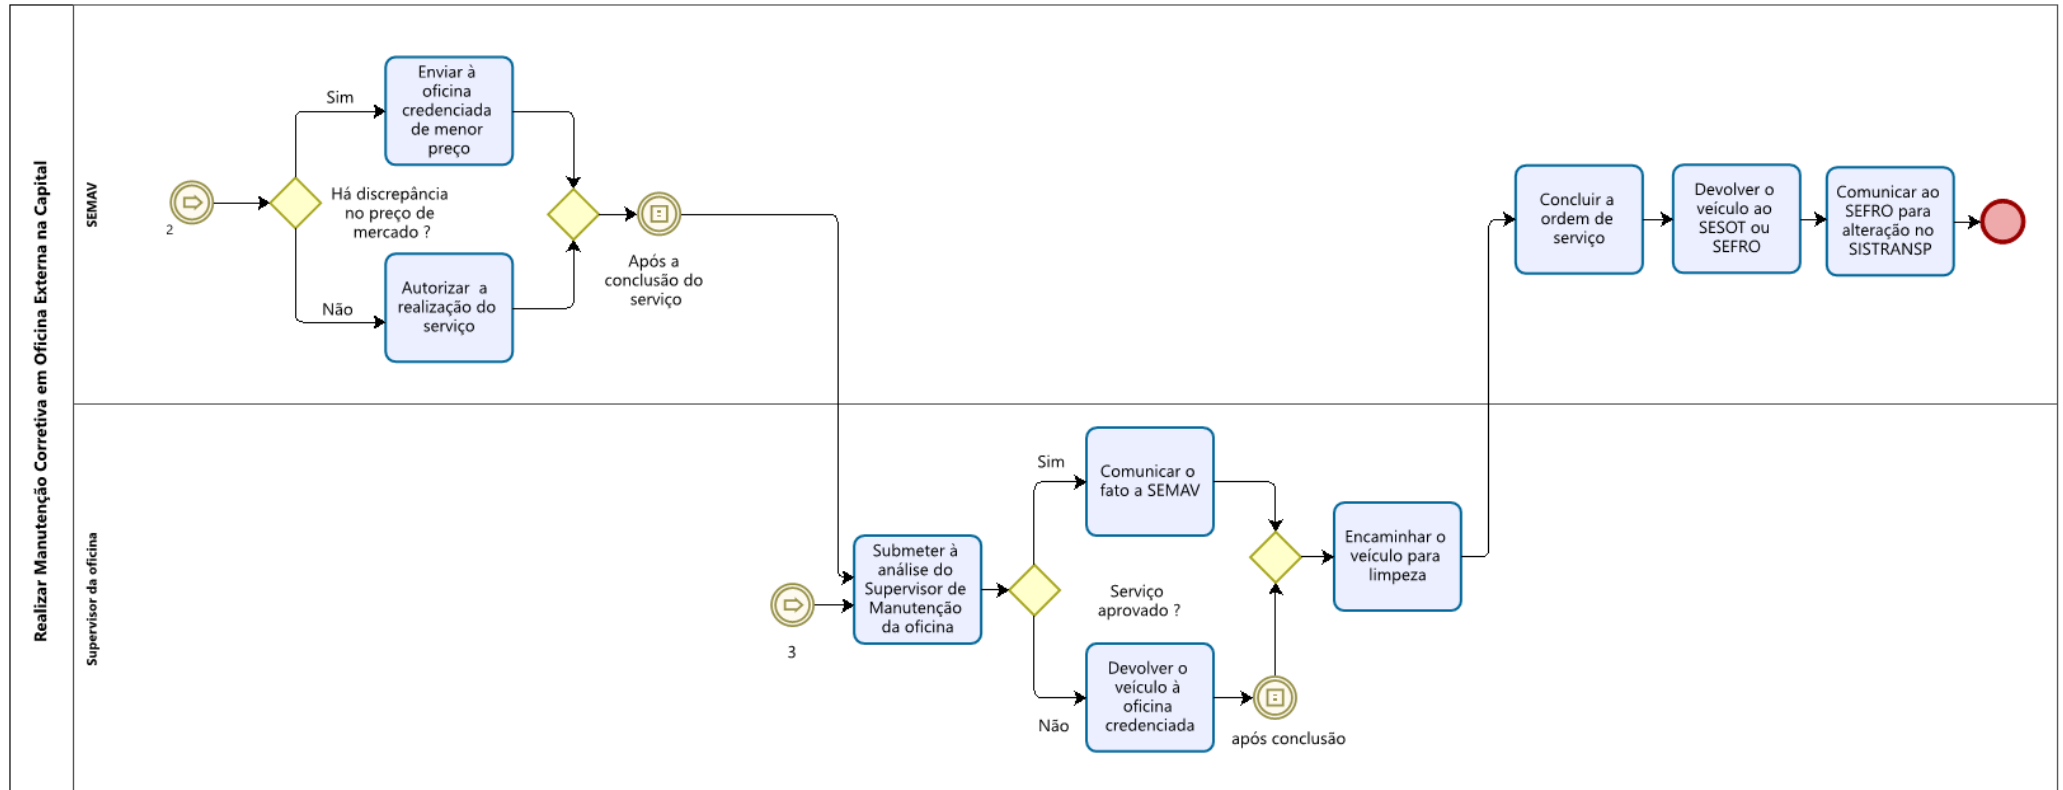 Realizar Manutenção Corretiva em Oficina Externa na Capital
SEMAV
2
Há discrepância
no preço de
mercado ?
Sim
Enviar à
oficina
credenciada
de menor
preço
Não
Autorizar a
realização do
serviço
Após a
conclusão do
serviço
Concluir a
ordem de
serviço
Devolver o
veículo ao
SESOT ou
SEFRO
Comunicar ao
SEFRO para
alteração no
SISTRANSP
Supervisor da oficina
3
Submeter à
análise do
Supervisor de
Manutenção
da oficina
Serviço
aprovado ?
Sim
Comunicar o
fato a SEMAV
Não
Devolver o
veículo à
oficina
credenciada
após conclusão
Encaminhar o
veículo para
limpeza